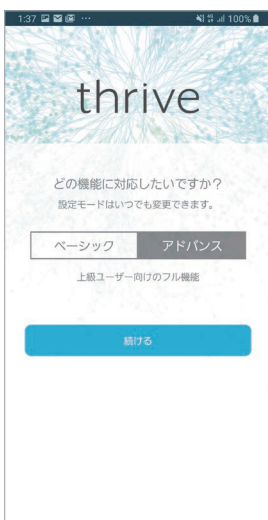 1:37 100%
thrive
どの機能に対応したいですか？
設定モードはいつでも変更できます。
ベーシック アドバンス
上級ユーザー向けのフル機能
続ける